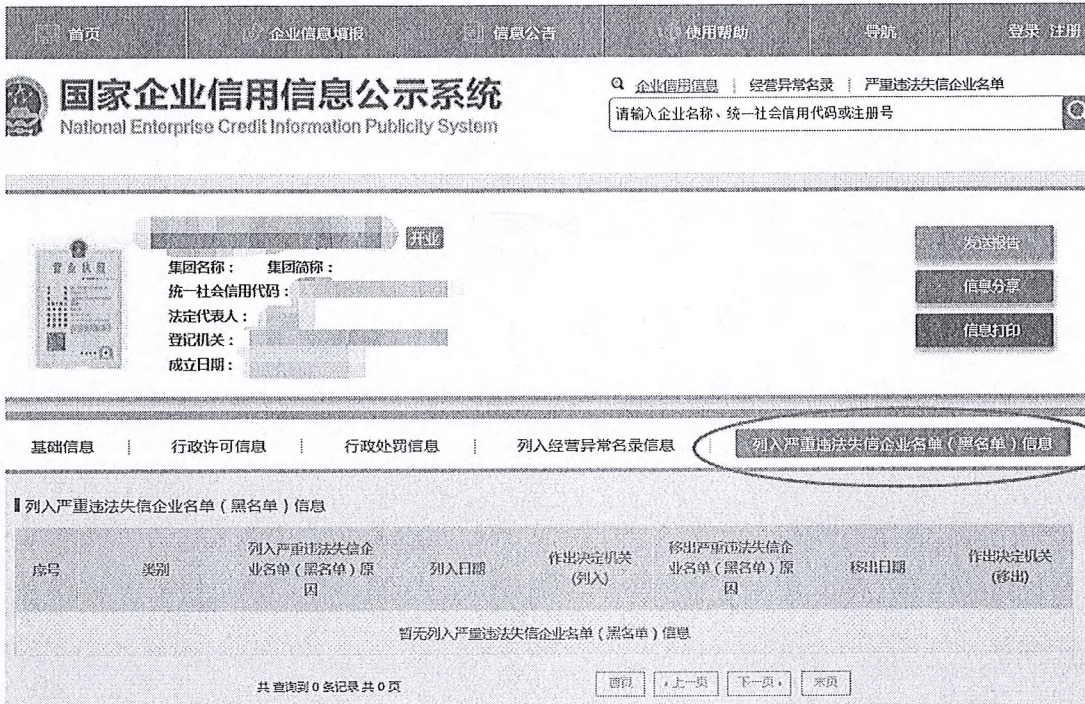 首页 企业信息填报 信息公告 使用帮助 导航 登录 注册
企业信用信息 | 经营异常名录 | 严重违法失信企业名单
国家企业信用信息公示系统
National Enterprise Credit Information Publicity System
请输入企业名称、统一社会信用代码或注册号
开业
集团名称： 集团简称：
统一社会信用代码：
法定代表人：
登记机关：
成立日期：
发送报告
信息分享
信息打印
营业执照
基础信息 | 行政许可信息 | 行政处罚信息 | 列入经营异常名录信息 | 列入严重违法失信企业名单（黑名单）信息
列入严重违法失信企业名单（黑名单）信息
序号 类别 列入严重违法失信企业名单（黑名单）原因 列入日期 作出决定机关(列入) 移出严重违法失信企业名单（黑名单）原因 移出日期 作出决定机关(移出)
暂无列入严重违法失信企业名单（黑名单）信息
共 查询到 0 条记录 共 0 页 首页 上一页 下一页 末页